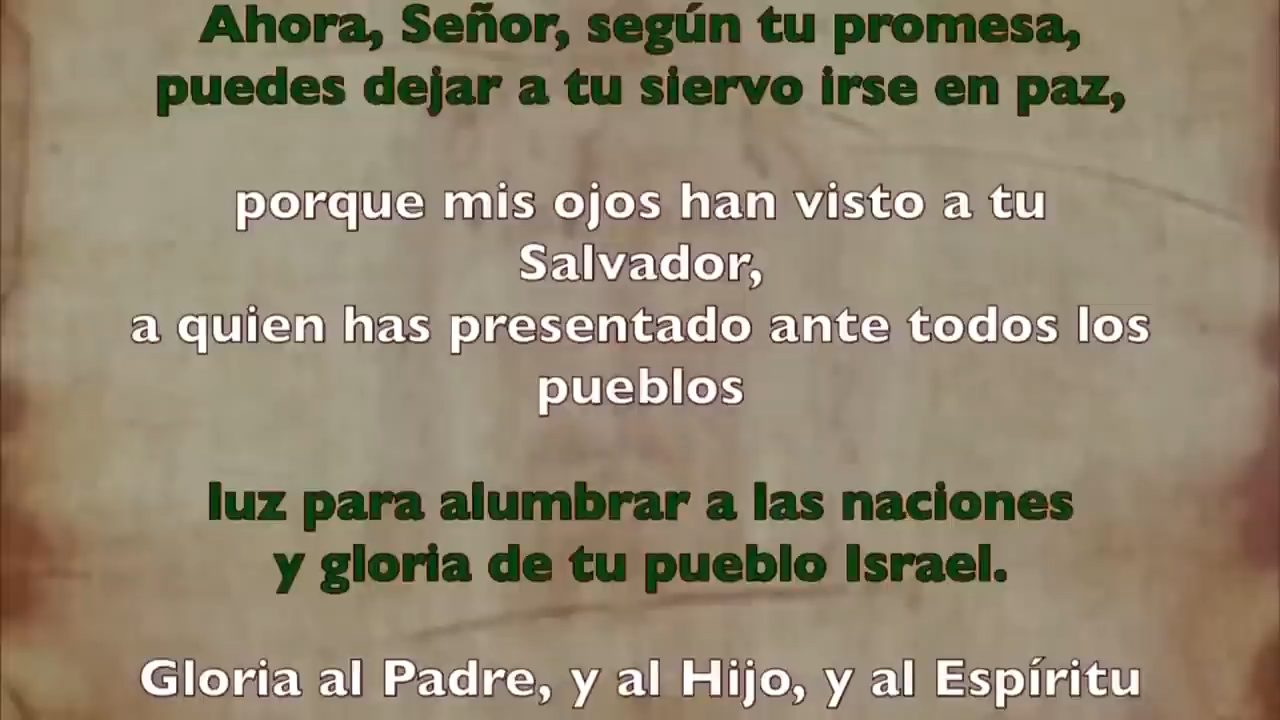 Ahora, Señor, según tu promesa,
puedes dejar a tu siervo irse en paz,
porque mis ojos han visto a tu
Salvador,
a quien has presentado ante todos los
pueblos
luz para alumbrar a las naciones
y gloria de tu pueblo Israel.
Gloria al Padre, y al Hijo, y al Espíritu